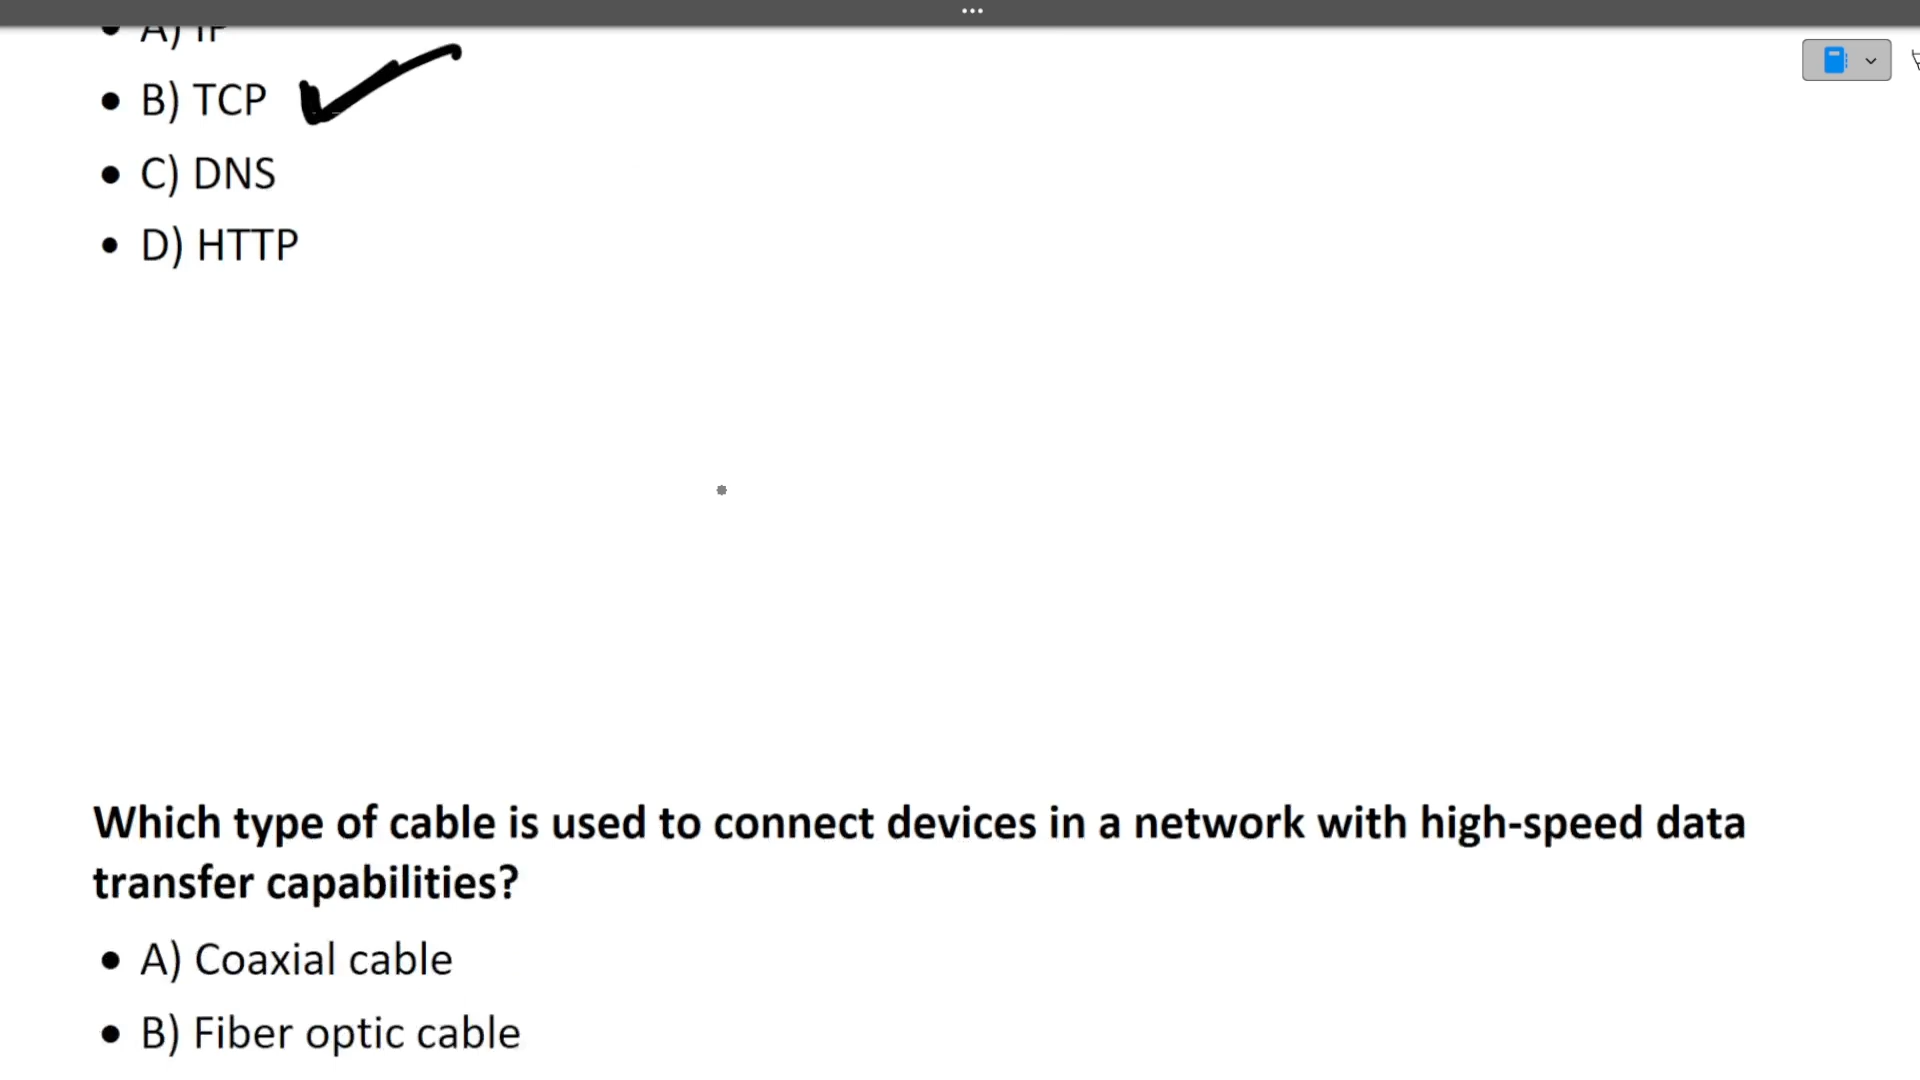 • A) IP
• B) TCP
• C) DNS
• D) HTTP
Which type of cable is used to connect devices in a network with high-speed data
transfer capabilities?
• A) Coaxial cable
• B) Fiber optic cable